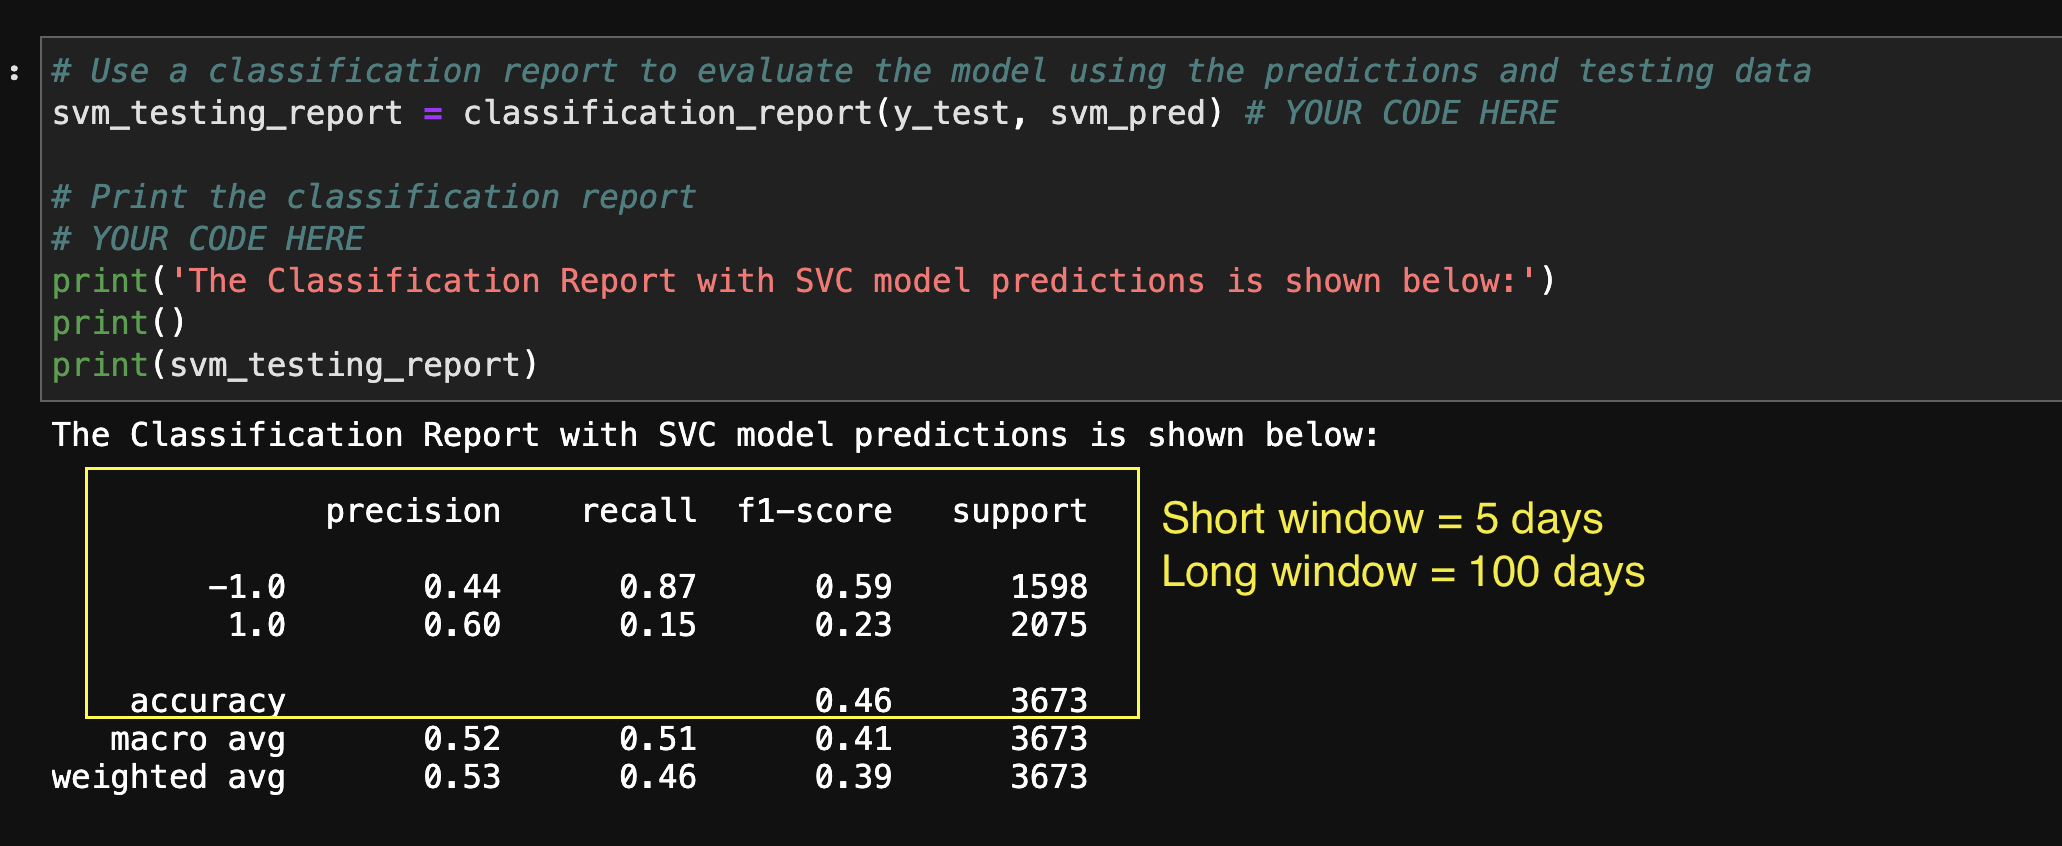 : # Use a classification report to evaluate the model using the predictions and testing data
svm_testing_report = classification_report(y_test, svm_pred) # YOUR CODE HERE
# Print the classification report
# YOUR CODE HERE
print('The Classification Report with SVC model predictions is shown below:')
print()
print(svm_testing_report)
The Classification Report with SVC model predictions is shown below:
precision recall f1-score support
-1.0 0.44 0.87 0.59 1598
1.0 0.60 0.15 0.23 2075
accuracy 0.46 3673
macro avg 0.52 0.51 0.41 3673
weighted avg 0.53 0.46 0.39 3673
Short window = 5 days
Long window = 100 days